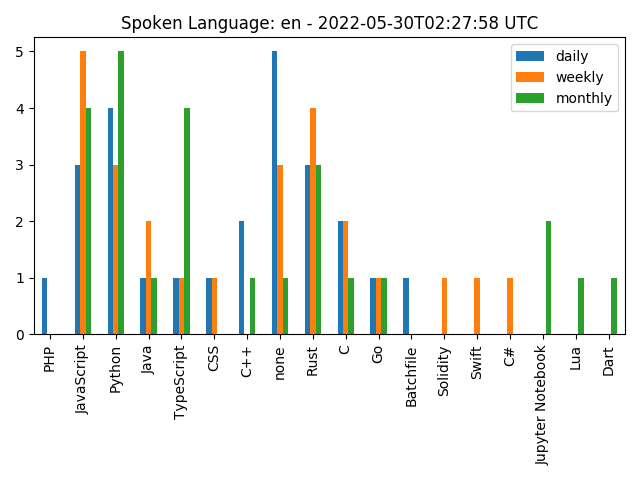 Spoken Language: en - 2022-05-30T02:27:58 UTC
daily
weekly
monthly
5
4
3
2
1
0
PHP
JavaScript
Python
Java
TypeScript
CSS
C++
none
Rust
C
Go
Batchfile
Solidity
Swift
C#
Jupyter Notebook
Lua
Dart